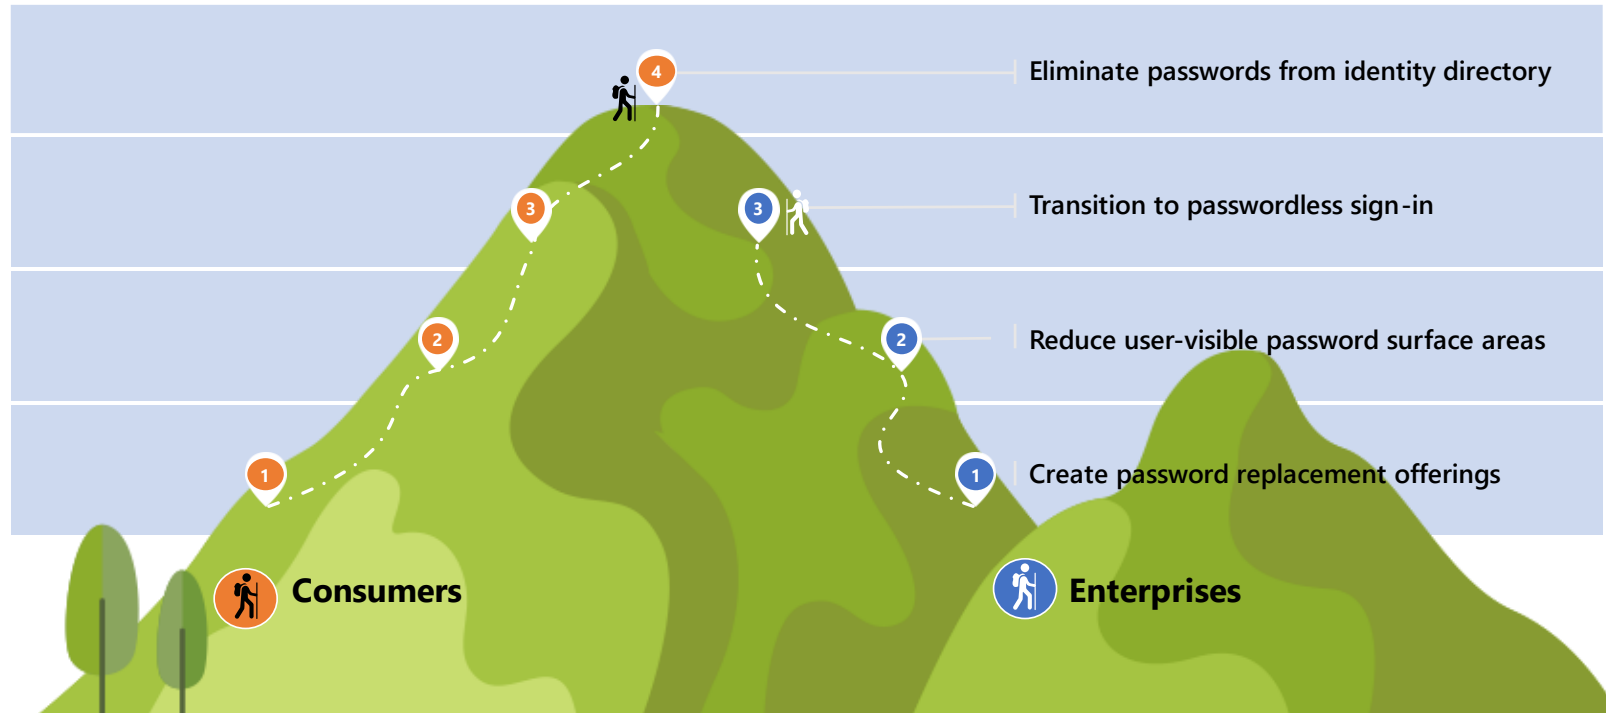 4 Eliminate passwords from identity directory
3 3 Transition to passwordless sign-in
2 2 Reduce user-visible password surface areas
1 1 Create password replacement offerings
Consumers Enterprises